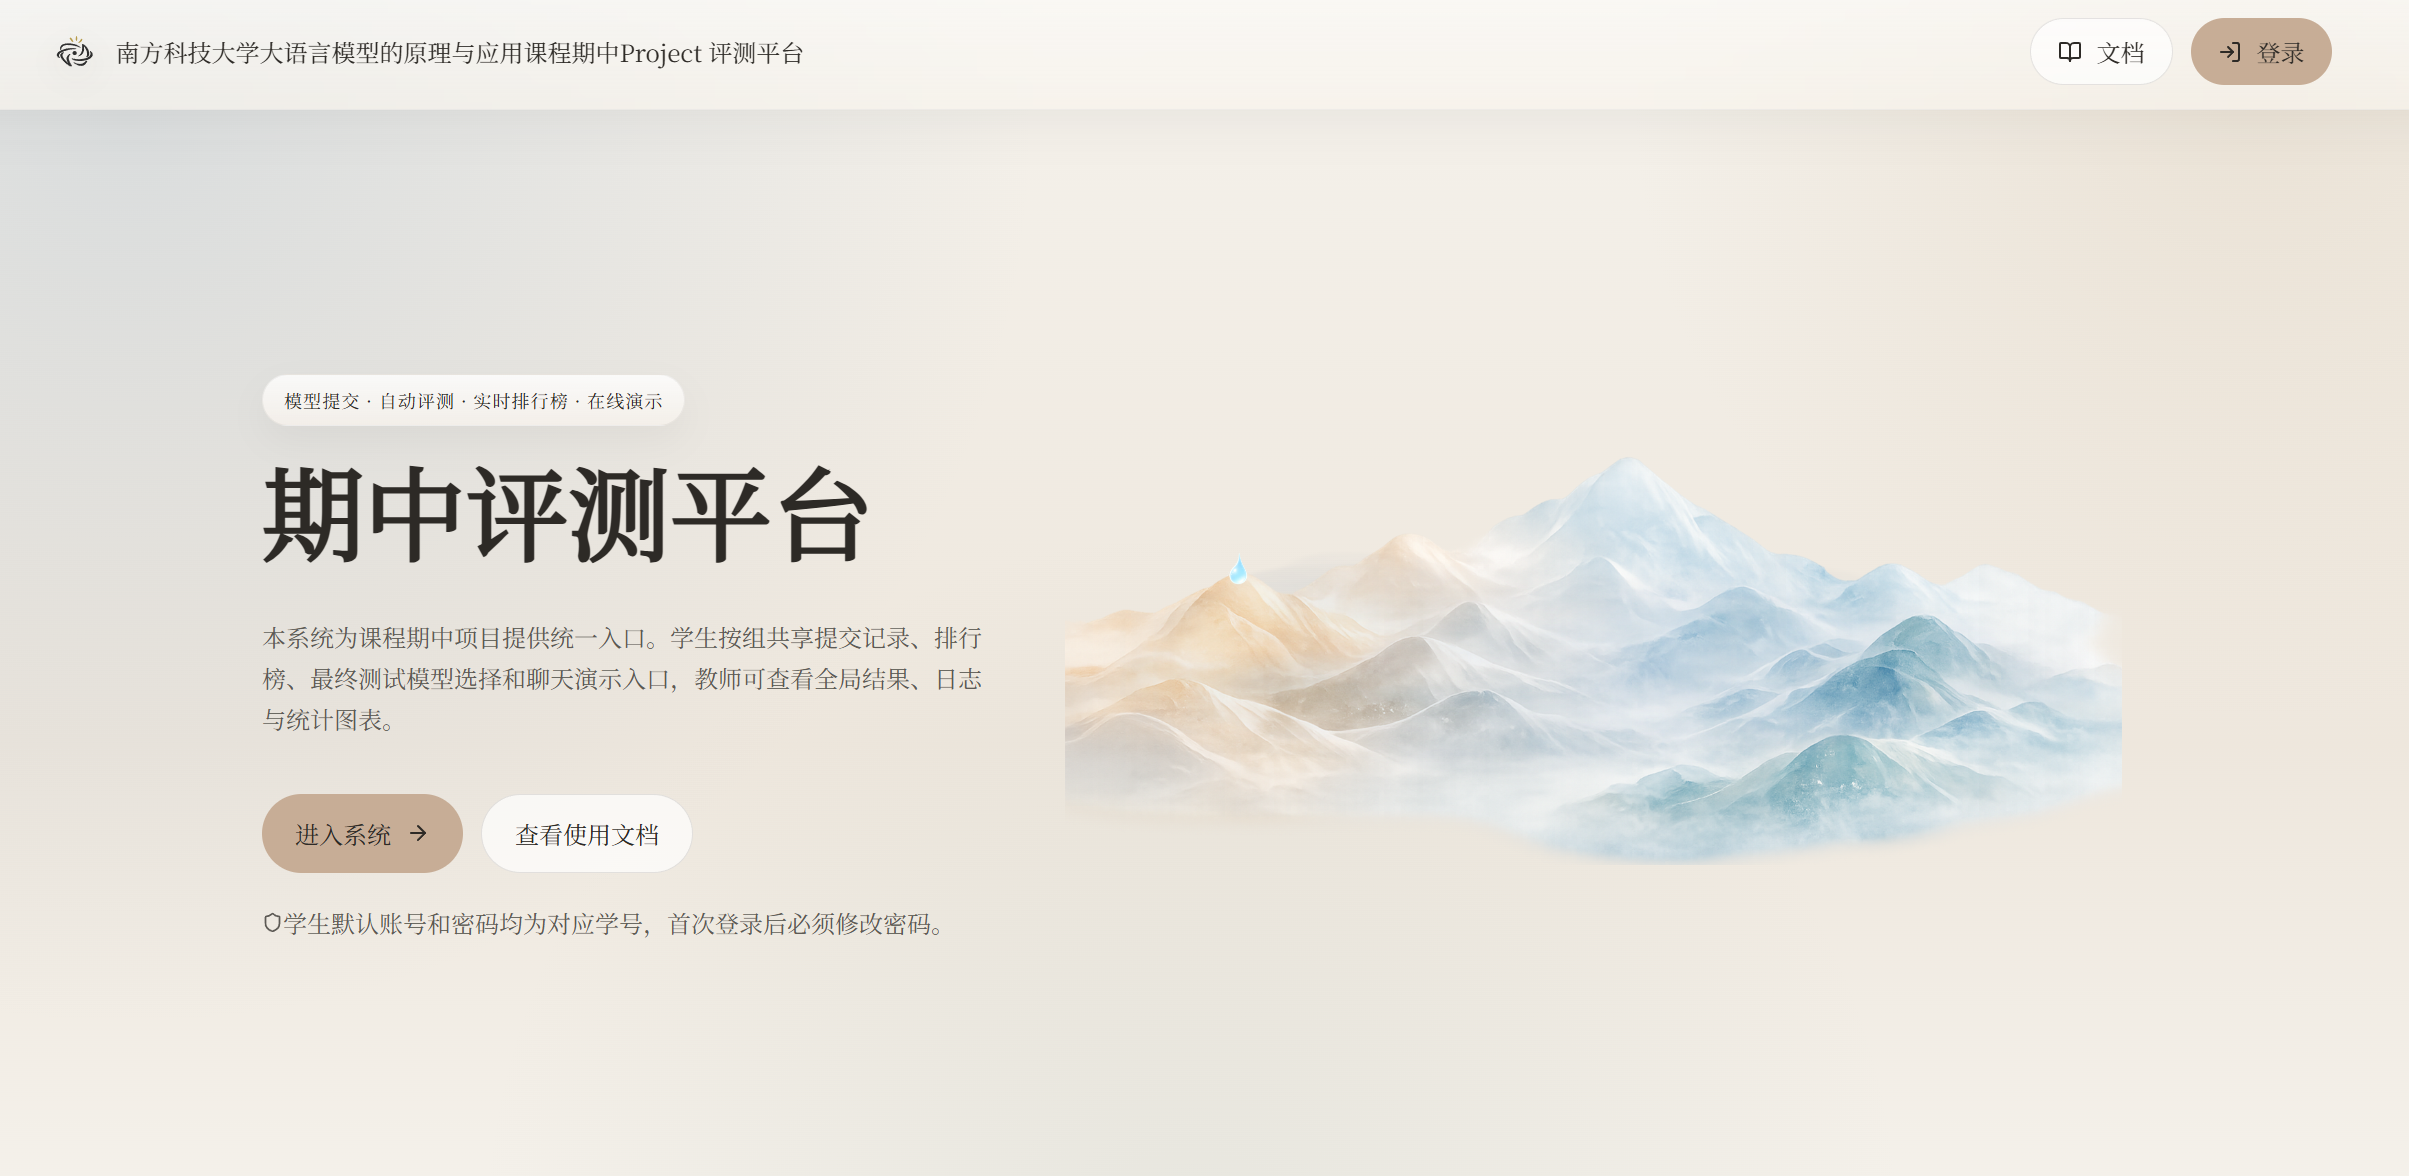 南方科技大学大语言模型的原理与应用课程期中Project 评测平台
文档
登录
模型提交 · 自动评测 · 实时排行榜 · 在线演示
期中评测平台
本系统为课程期中项目提供统一入口。学生按组共享提交记录、排行
榜、最终测试模型选择和聊天演示入口，教师可查看全局结果、日志
与统计图表。
进入系统
查看使用文档
学生默认账号和密码均为对应学号，首次登录后必须修改密码。